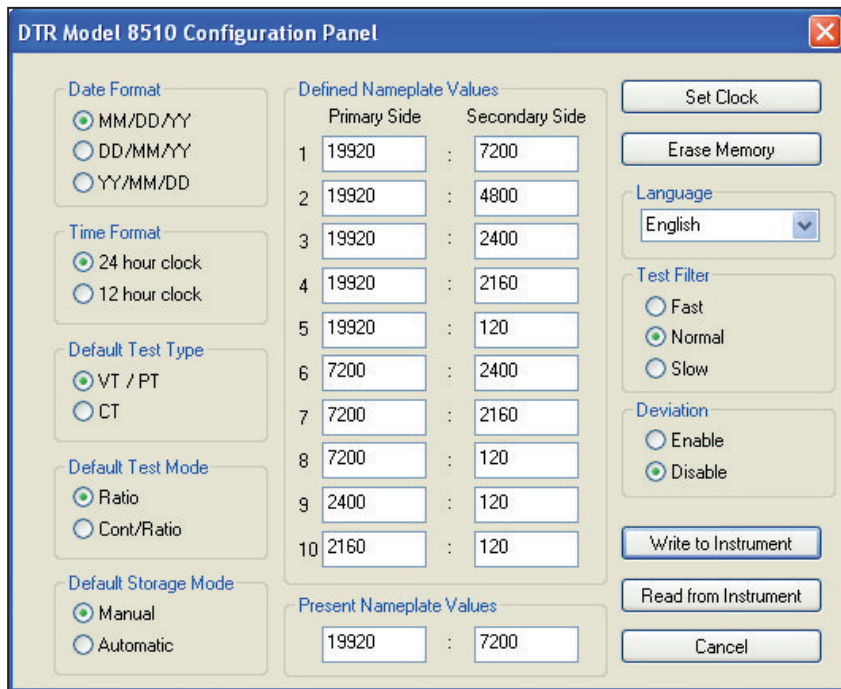 DTR Model 8510 Configuration Panel
Date Format
MM/DD/YY
DD/MM/YY
YY/MM/DD
Time Format
24 hour clock
12 hour clock
Default Test Type
VT / PT
CT
Default Test Mode
Ratio
Cont/Ratio
Default Storage Mode
Manual
Automatic
Defined Nameplate Values
Primary Side Secondary Side
1 19920 : 7200
2 19920 : 4800
3 19920 : 2400
4 19920 : 2160
5 19920 : 120
6 7200 : 2400
7 7200 : 2160
8 7200 : 120
9 2400 : 120
10 2160 : 120
Present Nameplate Values
19920 : 7200
Set Clock
Erase Memory
Language
English
Test Filter
Fast
Normal
Slow
Deviation
Enable
Disable
Write to Instrument
Read from Instrument
Cancel